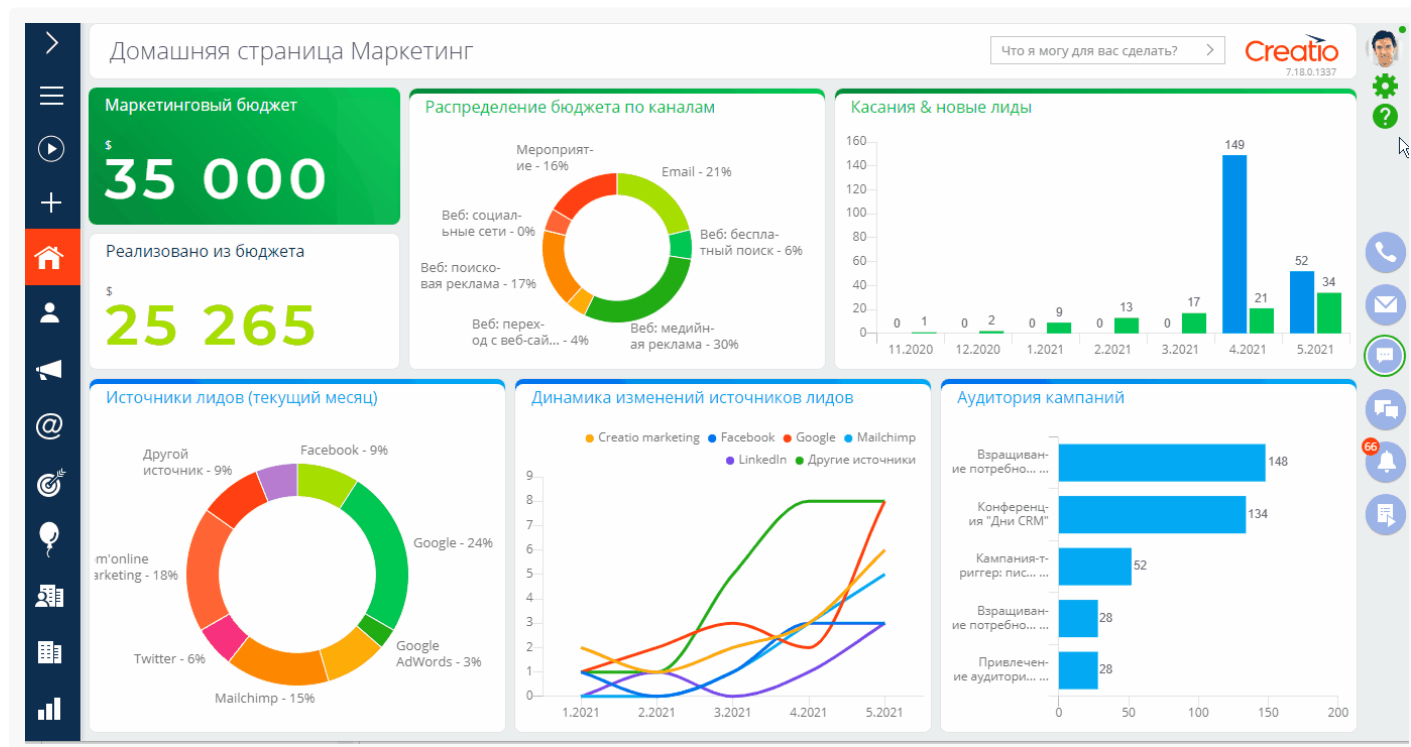 Домашняя страница Маркетинг
Что я могу для вас сделать?
Creatio
7.18.0.1337
Маркетинговый бюджет
$
35 000
Реализовано из бюджета
$
25 265
Распределение бюджета по каналам
Мероприят-
ие - 16%
Email - 21%
Веб: социал-
ьные сети - 0%
Веб: беспла-
тный поиск - 6%
Веб: поиско-
вая реклама - 17%
Веб: перех-
од с веб-сай... - 4%
Веб: медийн-
ая реклама - 30%
Касания & новые лиды
160
140
120
100
80
60
40
20
0
149
52
34
0 1 0 2 0 9 0 13 0 17 21
11.2020 12.2020 1.2021 2.2021 3.2021 4.2021 5.2021
Источники лидов (текущий месяц)
Другой
источник - 9%
Facebook - 9%
Google - 24%
m'online
arketing - 18%
Google
AdWords - 3%
Twitter - 6%
Mailchimp - 15%
Динамика изменений источников лидов
Creatio marketing Facebook Google Mailchimp
LinkedIn Другие источники
9
8
7
6
5
4
3
2
1
0
1.2021 2.2021 3.2021 4.2021 5.2021
Аудитория кампаний
Взращиван-
ие потребно... ...
148
Конференц-
ия "Дни CRM"
134
Кампания-т-
риггер: пис... ...
52
Взращиван-
ие потребно... ...
28
Привлечен-
ие аудитори... ...
28
0 50 100 150 200
?
66